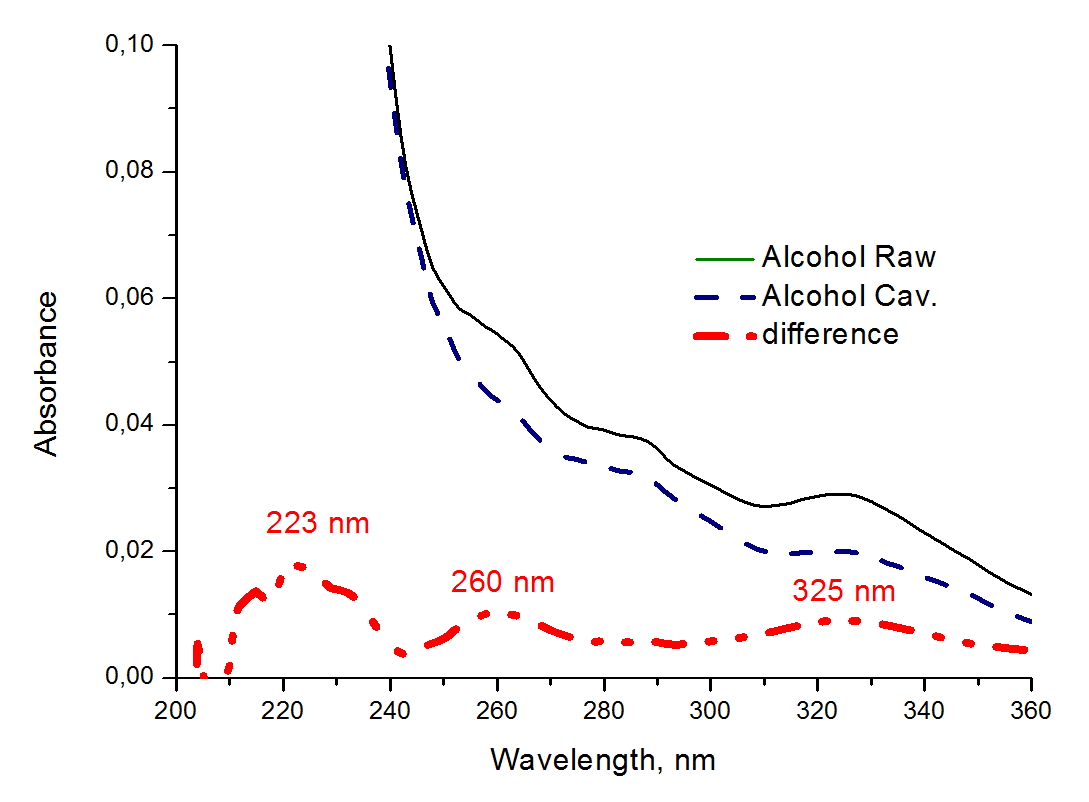 0,10
0,08
0,06
0,04
0,02
0,00
Absorbance
Alcohol Raw
Alcohol Cav.
difference
223 nm
260 nm
325 nm
200 220 240 260 280 300 320 340 360
Wavelength, nm